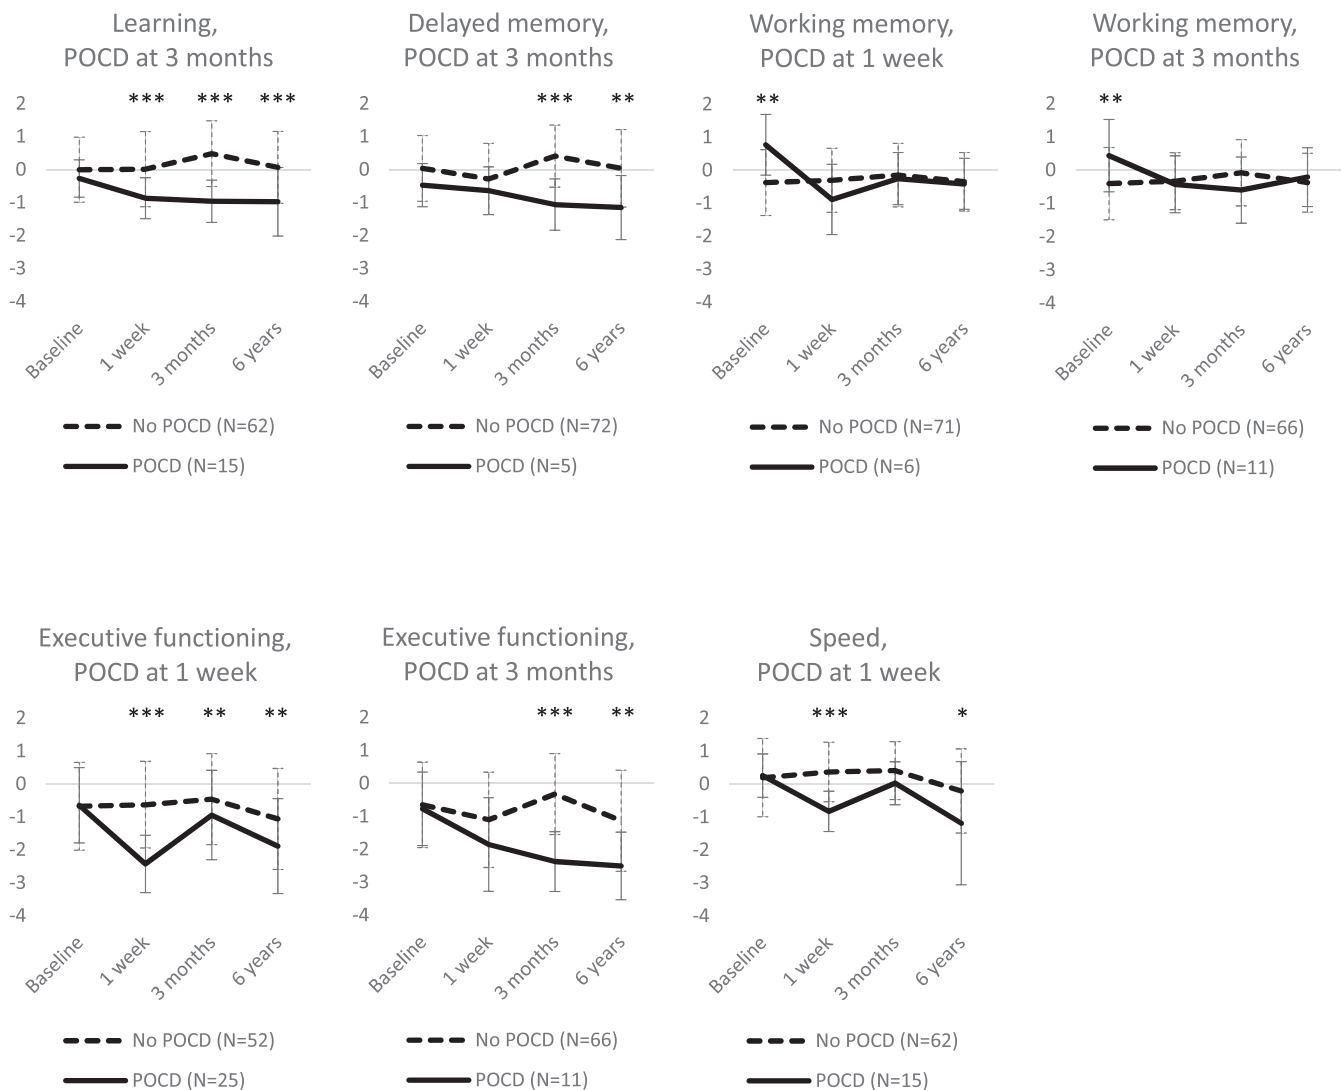 Learning,
POCD at 3 months
*** *** ***
2
1
0
-1
-2
-3
-4
Baseline
1 week
3 months
6 years
No POCD (N=62)
POCD (N=15)
Delayed memory,
POCD at 3 months
*** **
2
1
0
-1
-2
-3
-4
Baseline
1 week
3 months
6 years
No POCD (N=72)
POCD (N=5)
Working memory,
POCD at 1 week
**
2
1
0
-1
-2
-3
-4
Baseline
1 week
3 months
6 years
No POCD (N=71)
POCD (N=6)
Working memory,
POCD at 3 months
**
2
1
0
-1
-2
-3
-4
Baseline
1 week
3 months
6 years
No POCD (N=66)
POCD (N=11)
Executive functioning,
POCD at 1 week
*** ** **
2
1
0
-1
-2
-3
-4
Baseline
1 week
3 months
6 years
No POCD (N=52)
POCD (N=25)
Executive functioning,
POCD at 3 months
*** **
2
1
0
-1
-2
-3
-4
Baseline
1 week
3 months
6 years
No POCD (N=66)
POCD (N=11)
Speed,
POCD at 1 week
*** *
2
1
0
-1
-2
-3
-4
Baseline
1 week
3 months
6 years
No POCD (N=62)
POCD (N=15)